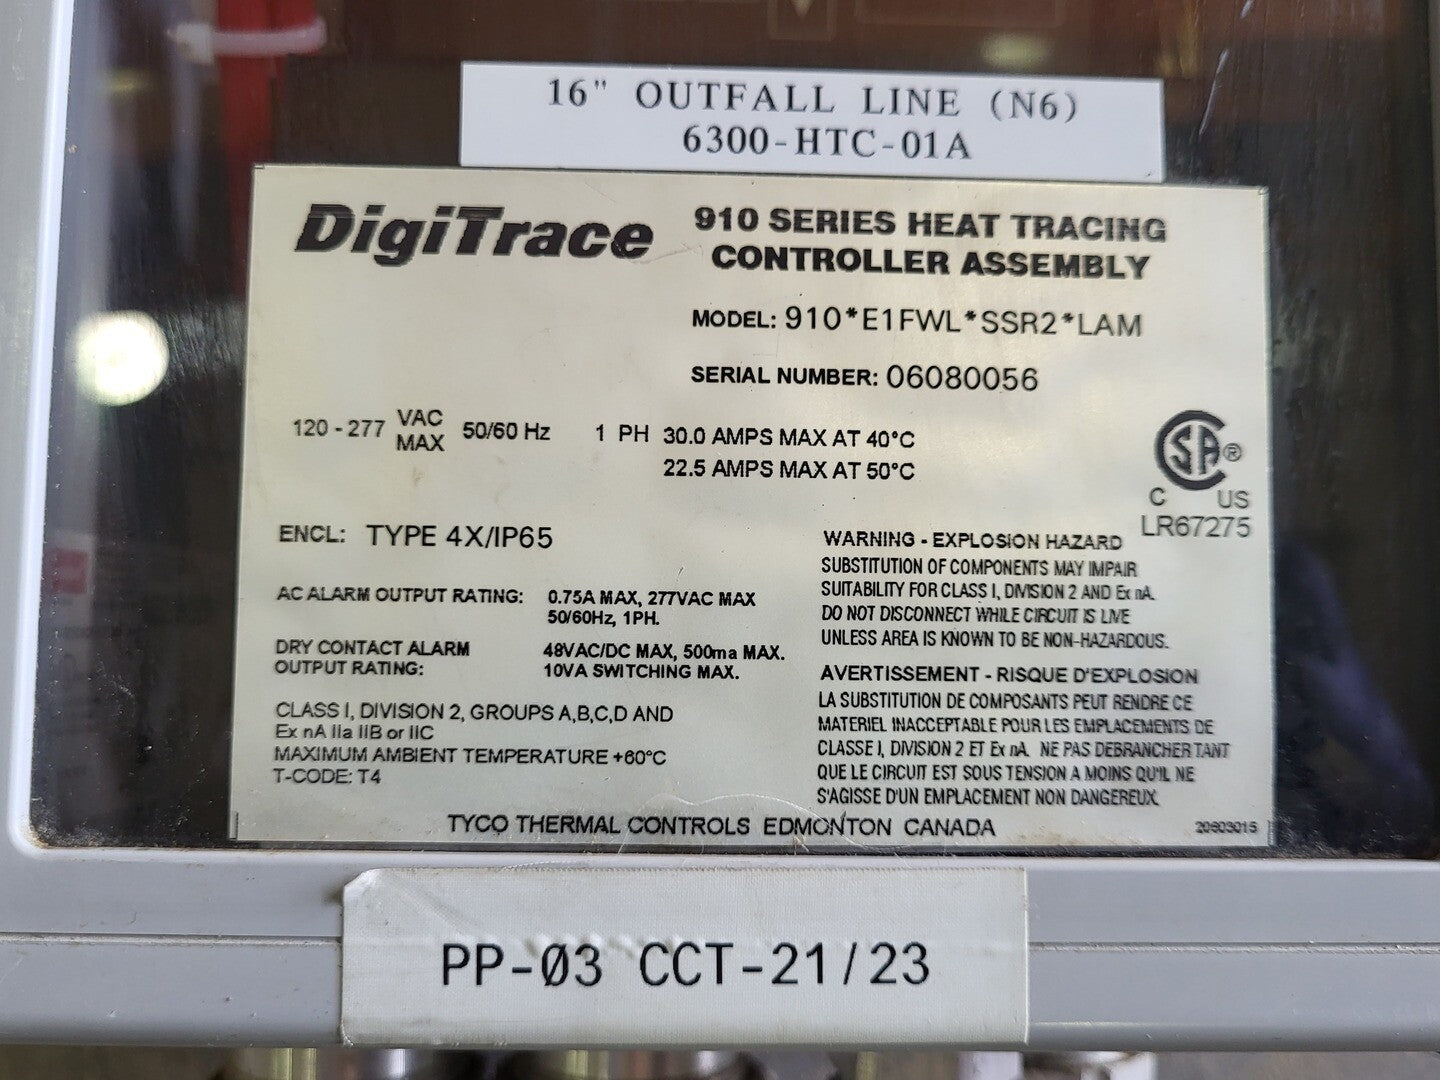 16" OUTFALL LINE (N6)
6300-HTC-01A
DigiTrace
910 SERIES HEAT TRACING
CONTROLLER ASSEMBLY
MODEL: 910*E1FWL*SSR2*LAM
SERIAL NUMBER: 06080056
120 - 277 VAC MAX 50/60 Hz 1 PH 30.0 AMPS MAX AT 40°C
22.5 AMPS MAX AT 50°C
CSA®
C US
LR67275
ENCL: TYPE 4X/IP65
AC ALARM OUTPUT RATING: 0.75A MAX, 277VAC MAX
50/60Hz, 1PH.
DRY CONTACT ALARM 48VAC/DC MAX, 500ma MAX.
OUTPUT RATING: 10VA SWITCHING MAX.
CLASS I, DIVISION 2, GROUPS A,B,C,D AND
Ex nA IIa IIB or IIC
MAXIMUM AMBIENT TEMPERATURE +60°C
T-CODE: T4
WARNING - EXPLOSION HAZARD
SUBSTITUTION OF COMPONENTS MAY IMPAIR
SUITABILITY FOR CLASS I, DIVISION 2 AND Ex nA.
DO NOT DISCONNECT WHILE CIRCUIT IS LIVE
UNLESS AREA IS KNOWN TO BE NON-HAZARDOUS.
AVERTISSEMENT - RISQUE D'EXPLOSION
LA SUBSTITUTION DE COMPOSANTS PEUT RENDRE CE
MATERIEL INACCEPTABLE POUR LES EMPLACEMENTS DE
CLASSE I, DIVISION 2 ET Ex nA. NE PAS DEBRANCHER TANT
QUE LE CIRCUIT EST SOUS TENSION A MOINS QU'IL NE
S'AGISSE D'UN EMPLACEMENT NON DANGEREUX.
TYCO THERMAL CONTROLS EDMONTON CANADA
20603015
PP-Ø3 CCT-21/23